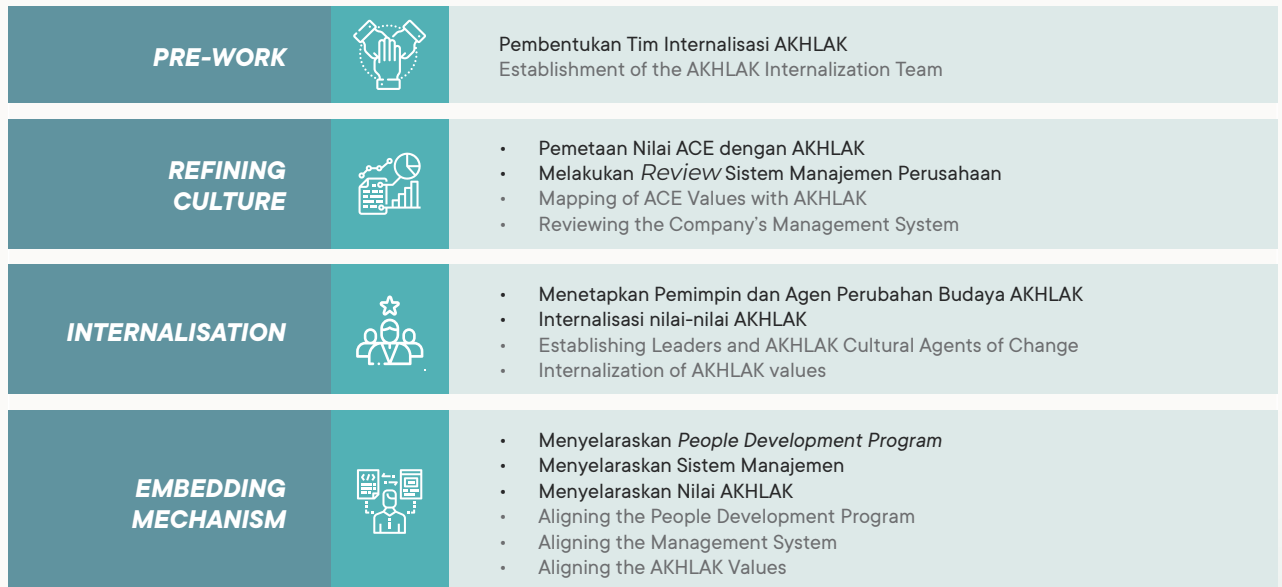 PRE-WORK
Pembentukan Tim Internalisasi AKHLAK
Establishment of the AKHLAK Internalization Team
REFINING
CULTURE
• Pemetaan Nilai ACE dengan AKHLAK
• Melakukan Review Sistem Manajemen Perusahaan
• Mapping of ACE Values with AKHLAK
• Reviewing the Company's Management System
INTERNALISATION
• Menetapkan Pemimpin dan Agen Perubahan Budaya AKHLAK
• Internalisasi nilai-nilai AKHLAK
• Establishing Leaders and AKHLAK Cultural Agents of Change
• Internalization of AKHLAK values
EMBEDDING
MECHANISM
• Menyelaraskan People Development Program
• Menyelaraskan Sistem Manajemen
• Menyelaraskan Nilai AKHLAK
• Aligning the People Development Program
• Aligning the Management System
• Aligning the AKHLAK Values